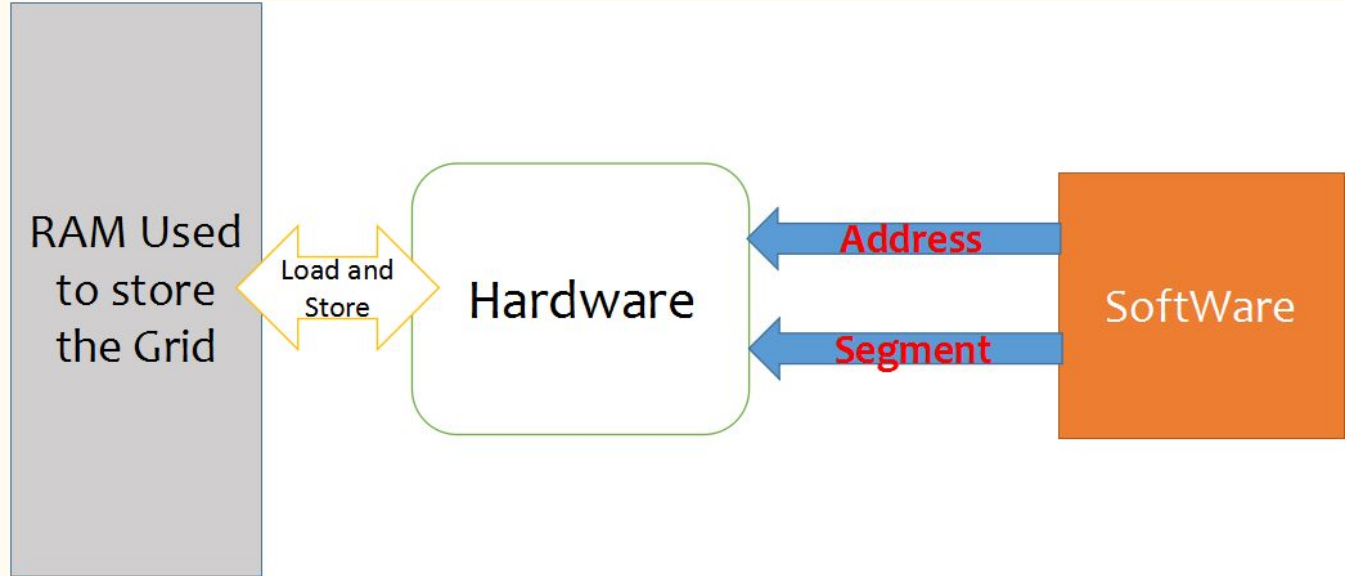 RAM Used
to store
the Grid
Load and
Store
Hardware
Address
Segment
SoftWare